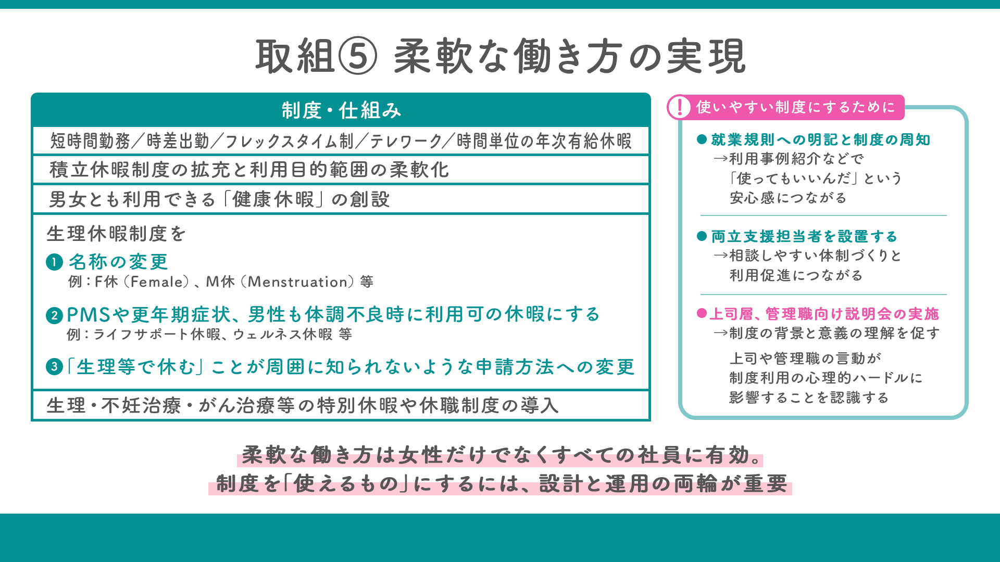 取組⑤ 柔軟な働き方の実現
制度・仕組み
短時間勤務／時差出勤／フレックスタイム制／テレワーク／時間単位の年次有給休暇
積立休暇制度の拡充と利用目的範囲の柔軟化
男女とも利用できる「健康休暇」の創設
生理休暇制度を
❶ 名称の変更
例：F休（Female）、M休（Menstruation）等
❷ PMSや更年期症状、男性も体調不良時に利用可の休暇にする
例：ライフサポート休暇、ウェルネス休暇 等
❸「生理等で休む」ことが周囲に知られないような申請方法への変更
生理・不妊治療・がん治療等の特別休暇や休職制度の導入
! 使いやすい制度にするために
●就業規則への明記と制度の周知
→利用事例紹介などで
「使ってもいいんだ」という
安心感につながる
●両立支援担当者を設置する
→相談しやすい体制づくりと
利用促進につながる
●上司層、管理職向け説明会の実施
→制度の背景と意義の理解を促す
上司や管理職の言動が
制度利用の心理的ハードルに
影響することを認識する
柔軟な働き方は女性だけでなくすべての社員に有効。
制度を「使えるもの」にするには、設計と運用の両輪が重要